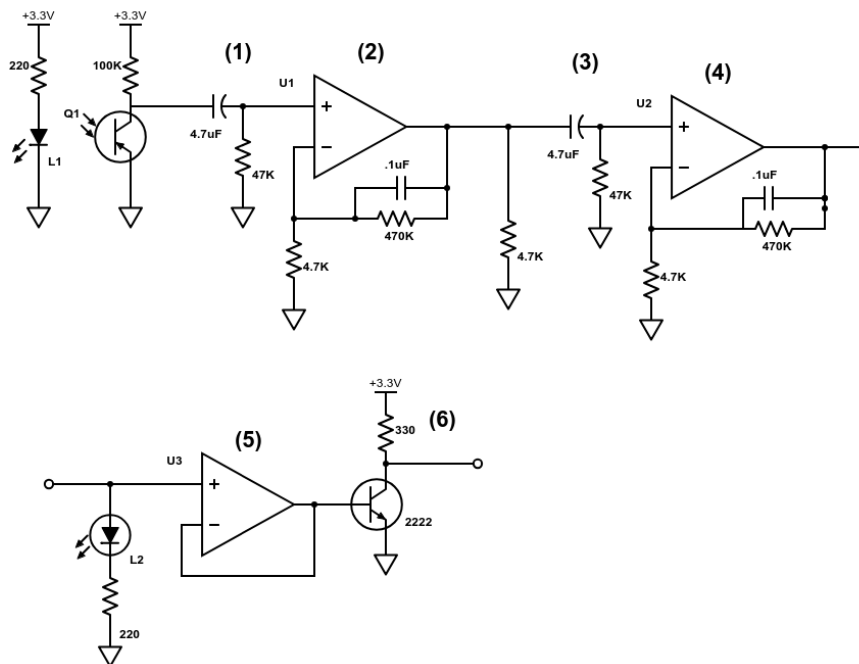 +3.3V
+3.3V
220
100K
(1)
(2)
(3)
(4)
U1
U2
Q1
L1
4.7uF
47K
+
−
.1uF
470K
4.7K
4.7K
4.7uF
47K
+
−
.1uF
470K
4.7K
+3.3V
(5)
(6)
330
U3
+
−
2222
L2
220